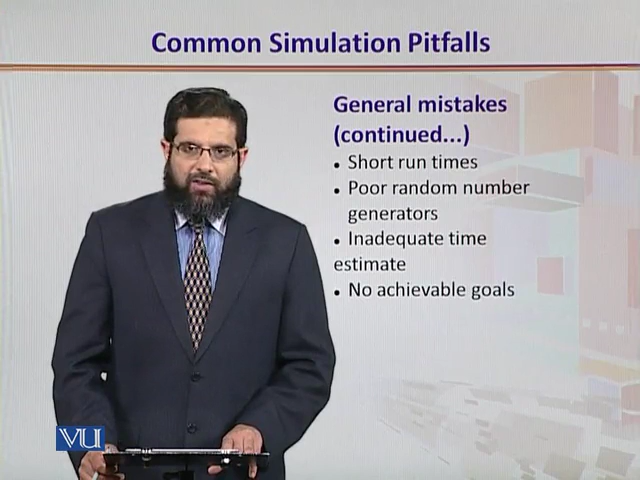 Common Simulation Pitfalls
General mistakes
(continued...)
• Short run times
• Poor random number
generators
• Inadequate time
estimate
• No achievable goals
VU